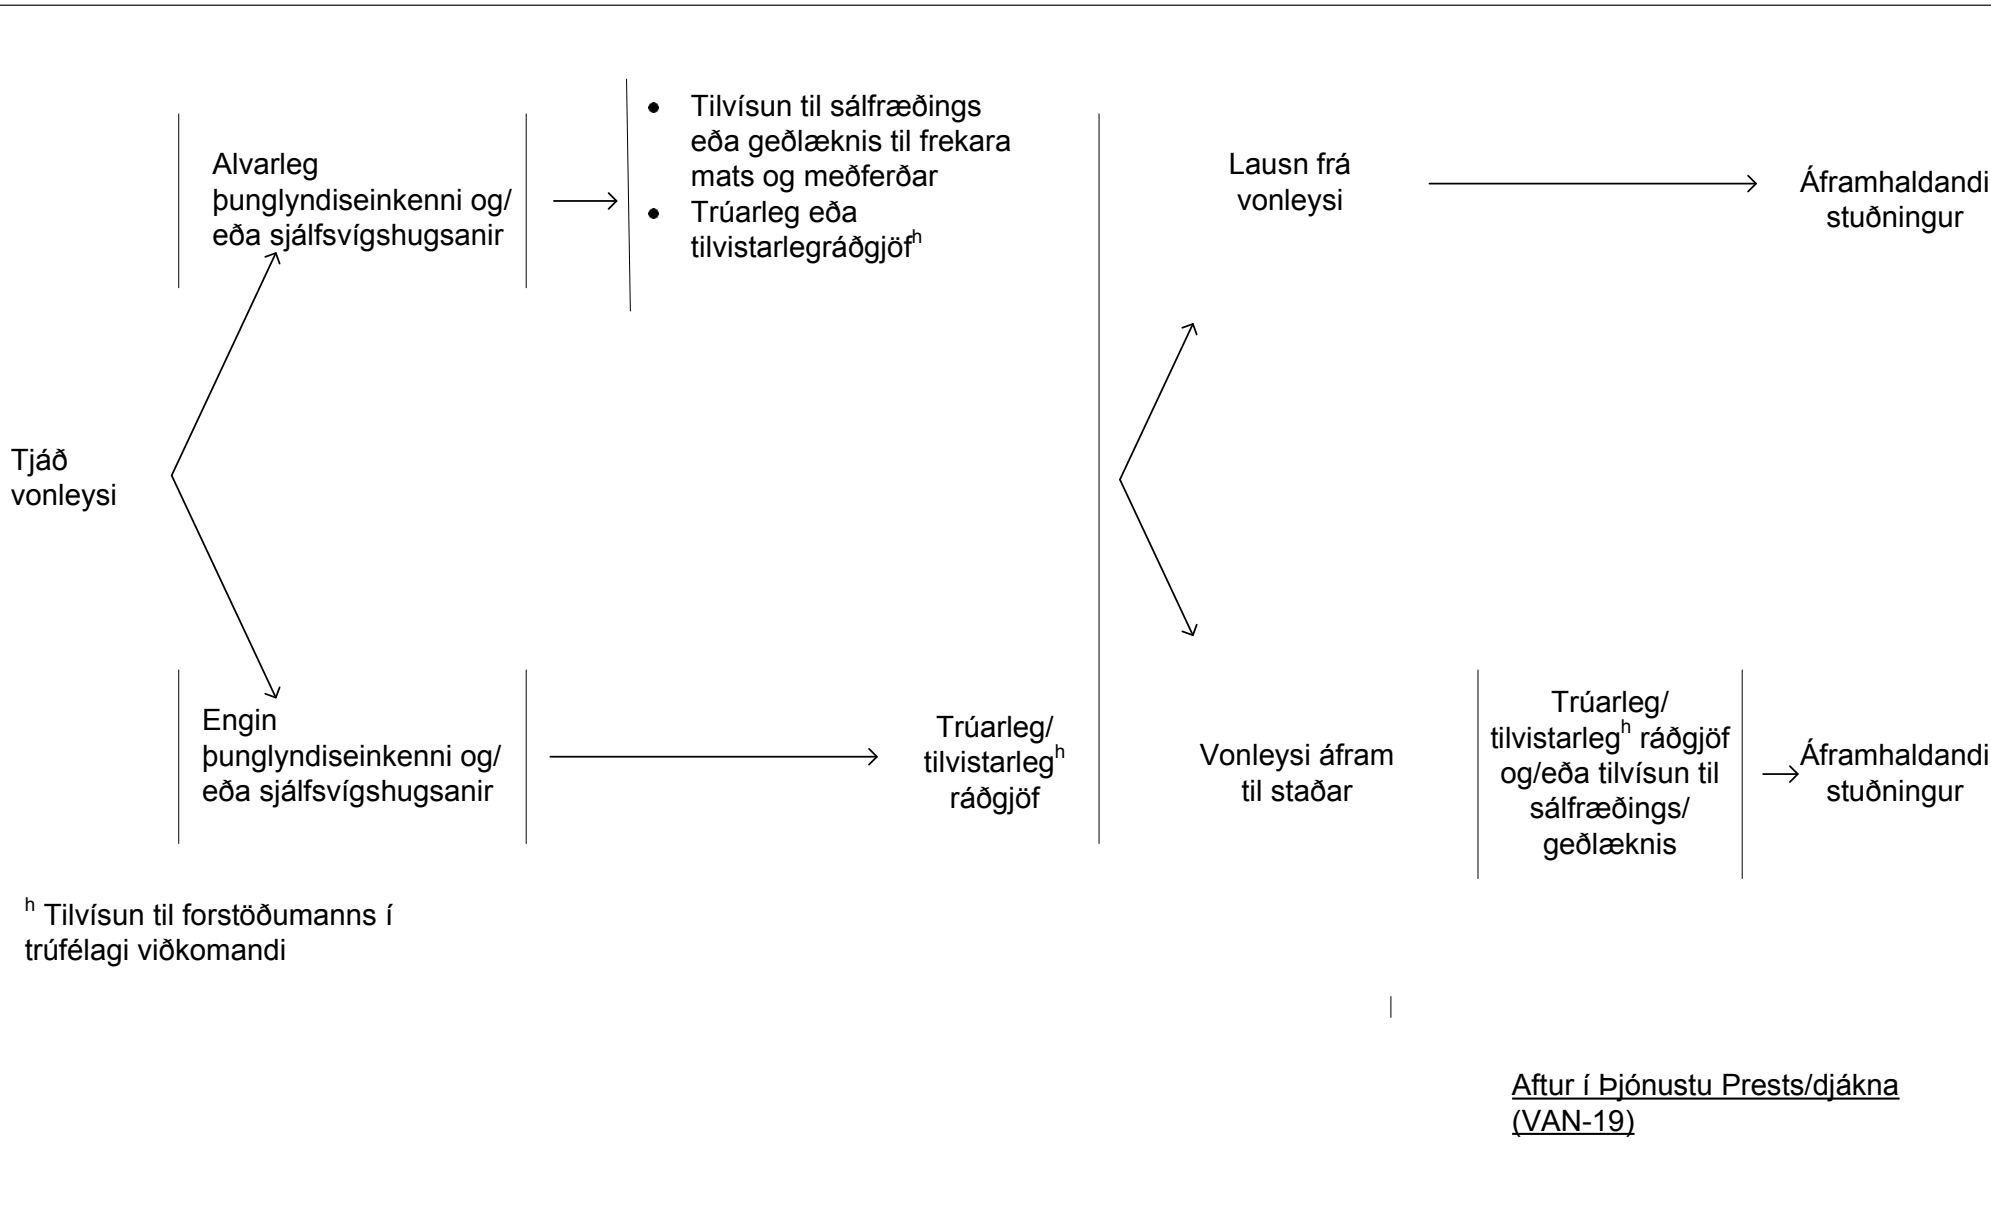 Alvarleg
þunglyndiseinkenni og/
eða sjálfsvígshugsanir
• Tilvísun til sálfræðings
eða geðlæknis til frekara
mats og meðferðar
• Trúarleg eða
tilvistarlegráðgjöfʰ
Lausn frá
vonleysi
Áframhaldandi
stuðningur
Tjáð
vonleysi
Engin
þunglyndiseinkenni og/
eða sjálfsvígshugsanir
Trúarleg/
tilvistarlegʰ
ráðgjöf
Vonleysi áfram
til staðar
Trúarleg/
tilvistarlegʰ ráðgjöf
og/eða tilvísun til
sálfræðings/
geðlæknis
Áframhaldandi
stuðningur
ʰ Tilvísun til forstöðumanns í
trúfélagi viðkomandi
Aftur í Þjónustu Prests/djákna
(VAN-19)